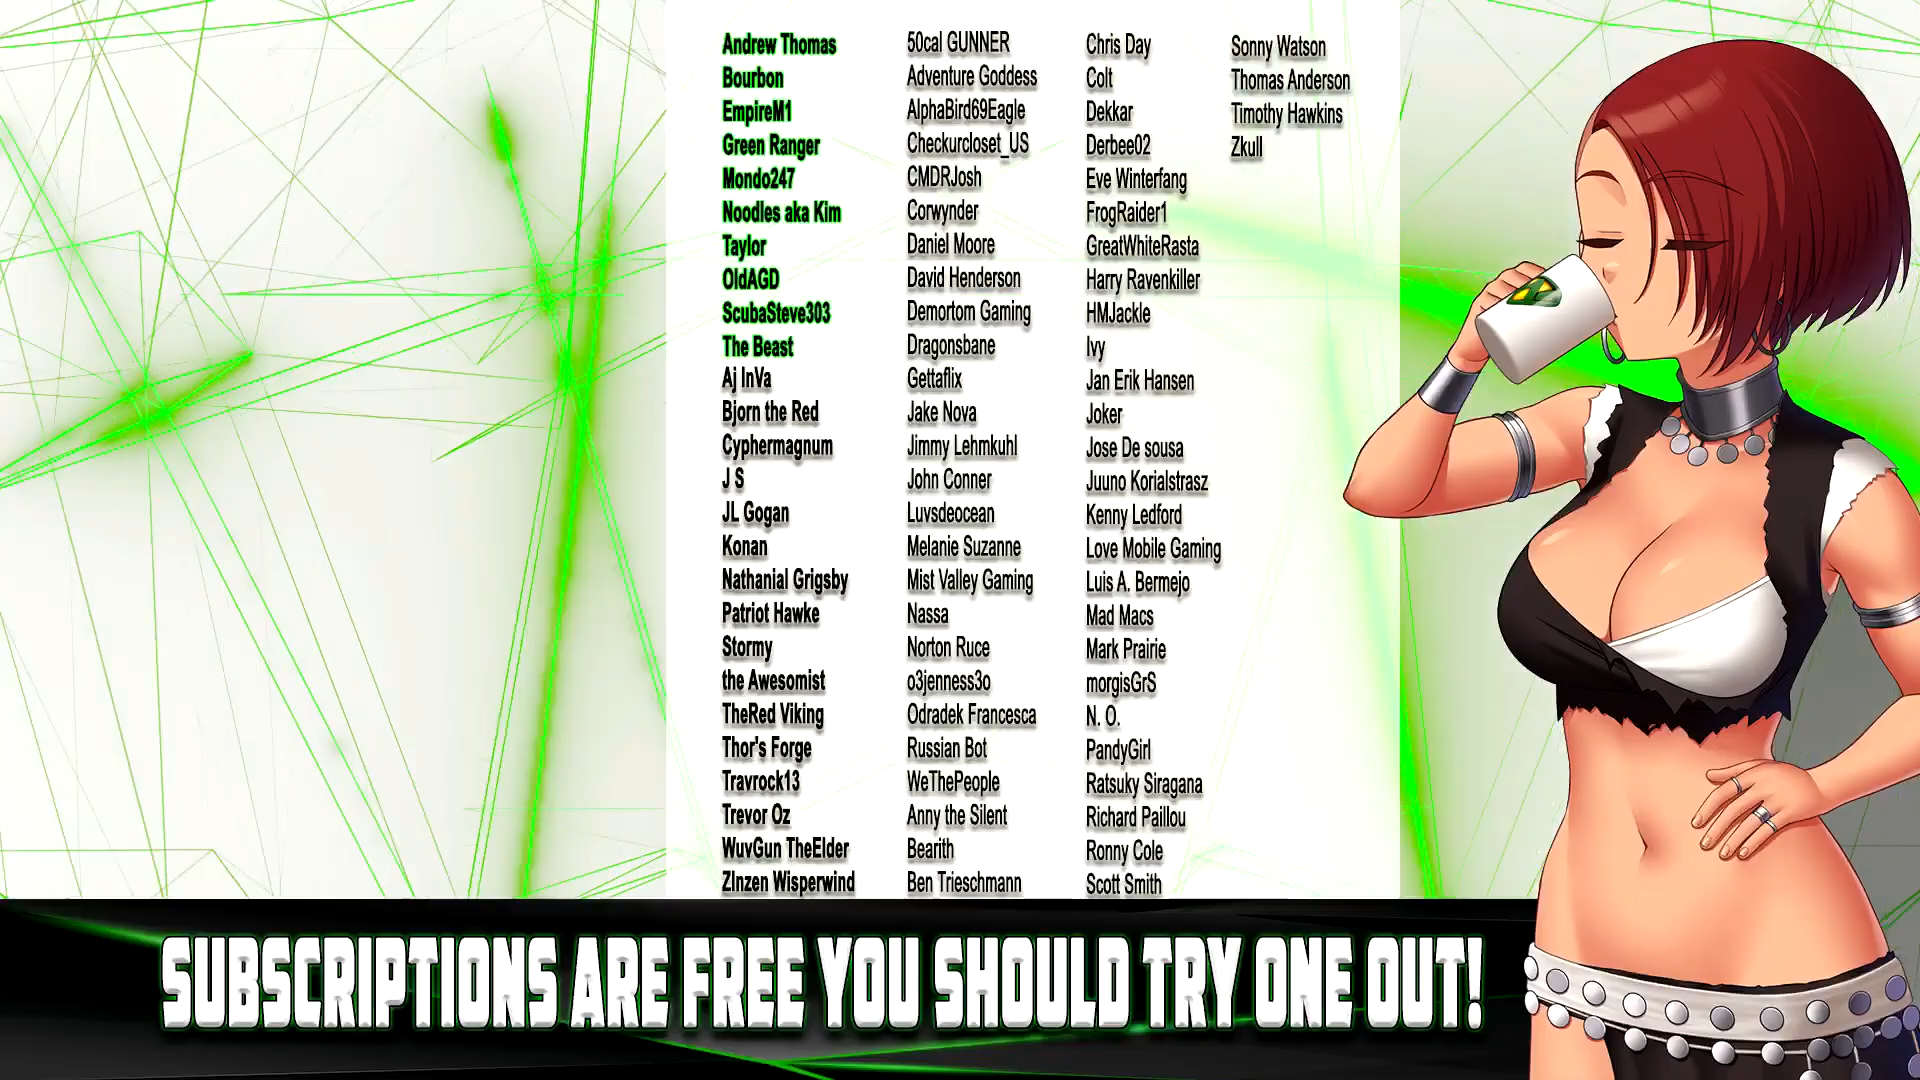 Andrew Thomas
Bourbon
EmpireM1
Green Ranger
Mondo247
Noodles aka Kim
Taylor
OldAGD
ScubaSteve303
The Beast
Aj InVa
Bjorn the Red
Cyphermagnum
J S
JL Gogan
Konan
Nathanial Grigsby
Patriot Hawke
Stormy
the Awesomist
TheRed Viking
Thor's Forge
Travrock13
Trevor Oz
WuvGun TheElder
ZInzen Wisperwind
50cal GUNNER
Adventure Goddess
AlphaBird69Eagle
Checkurcloset_US
CMDRJosh
Corwynder
Daniel Moore
David Henderson
Demortom Gaming
Dragonsbane
Gettaflix
Jake Nova
Jimmy Lehmkuhl
John Conner
Luvsdeocean
Melanie Suzanne
Mist Valley Gaming
Nassa
Norton Ruce
o3jenness3o
Odradek Francesca
Russian Bot
WeThePeople
Anny the Silent
Bearith
Ben Trieschmann
Chris Day
Colt
Dekkar
Derbee02
Eve Winterfang
FrogRaider1
GreatWhiteRasta
Harry Ravenkiller
HMJackle
Ivy
Jan Erik Hansen
Joker
Jose De sousa
Juuno Korialstrasz
Kenny Ledford
Love Mobile Gaming
Luis A. Bermejo
Mad Macs
Mark Prairie
morgisGrS
N. O.
PandyGirl
Ratsuky Siragana
Richard Paillou
Ronny Cole
Scott Smith
Sonny Watson
Thomas Anderson
Timothy Hawkins
Zkull
SUBSCRIPTIONS ARE FREE YOU SHOULD TRY ONE OUT!